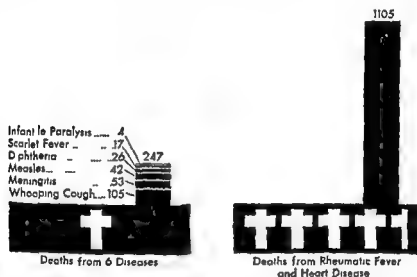 1105
Infantile Paralysis 4
Scarlet Fever 17
Diphtheria 26
Measles 42
Meningitis 53
Whooping Cough 105
247
Deaths from 6 Diseases
Deaths from Rheumatic Fever
and Heart Disease